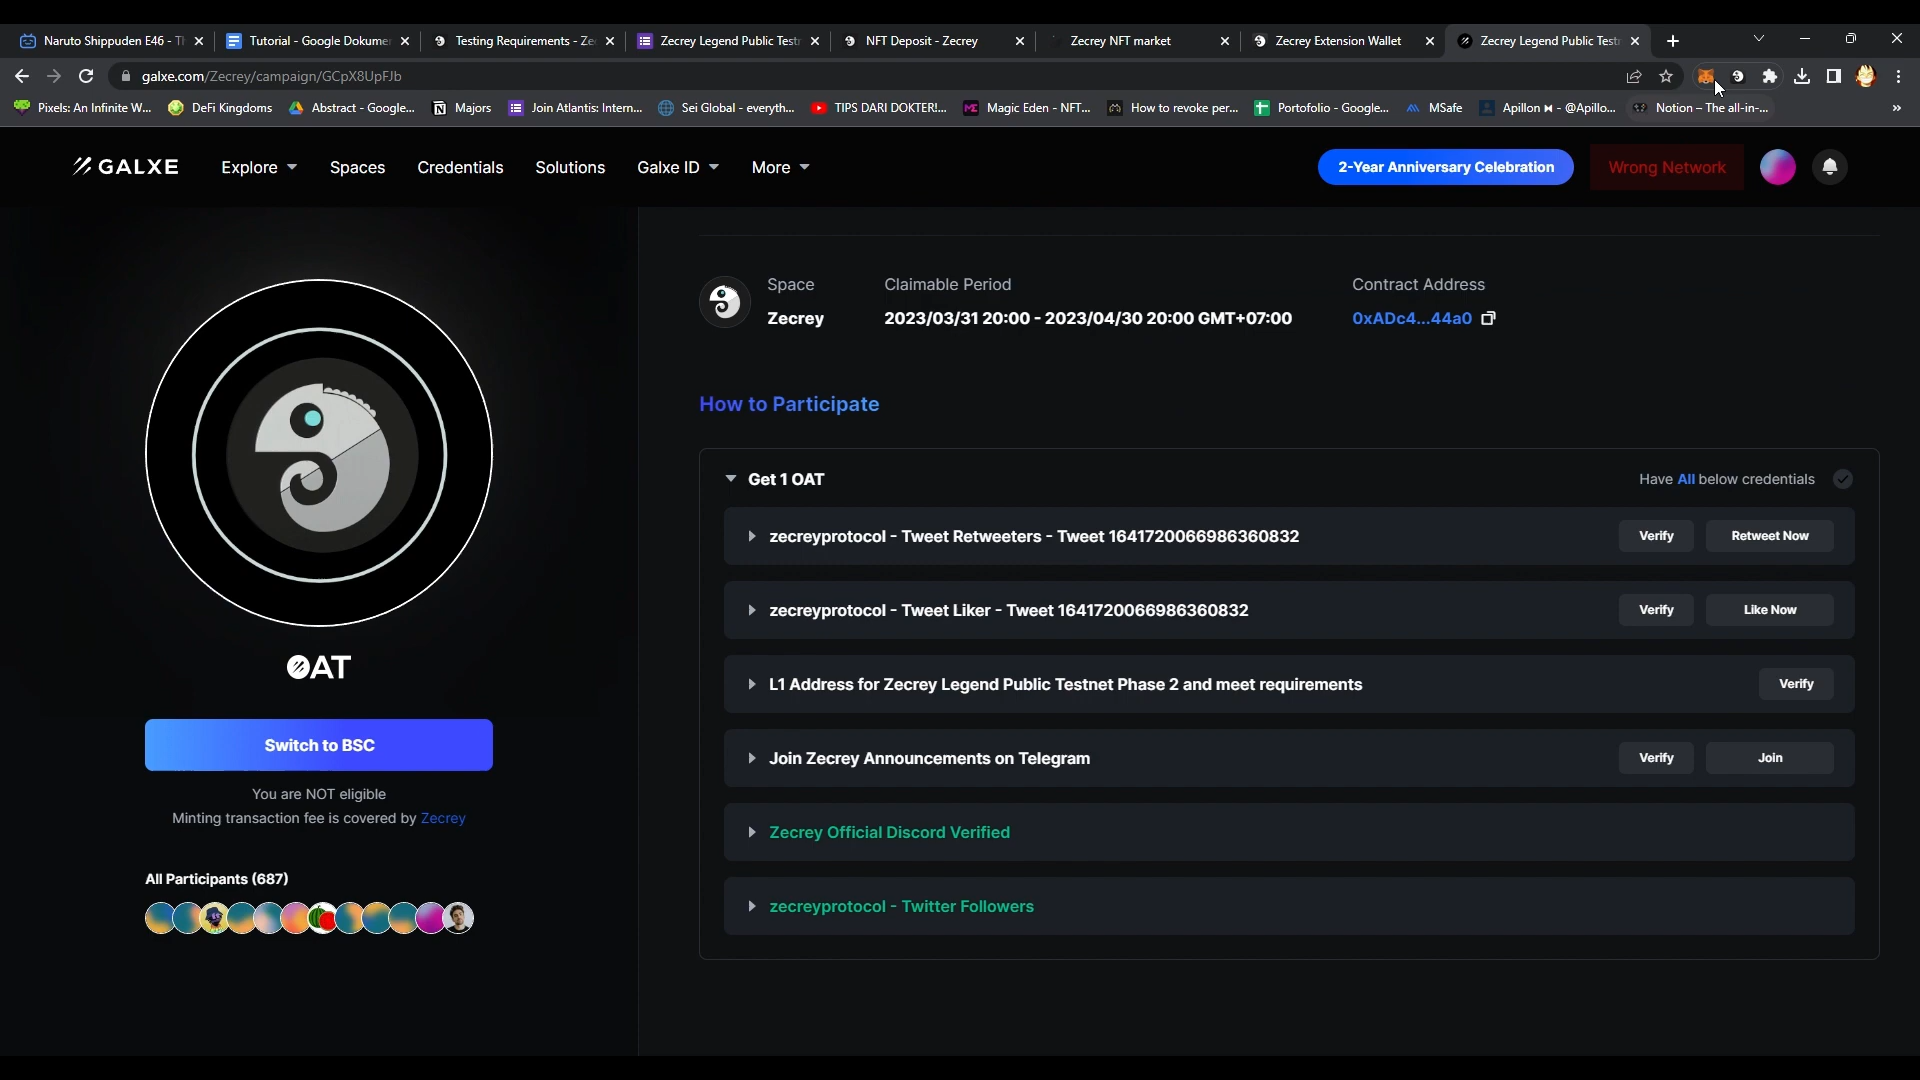 Naruto Shippuden E46 - Th
Tutorial - Google Dokume
Testing Requirements - Ze
Zecrey Legend Public Test
NFT Deposit - Zecrey
Zecrey NFT market
Zecrey Extension Wallet
Zecrey Legend Public Test
galxe.com/Zecrey/campaign/GCpX8UpFJb
Pixels: An Infinite W...
DeFi Kingdoms
Abstract - Google...
Majors
Join Atlantis: Intern...
Sei Global - everyth...
TIPS DARI DOKTER!...
Magic Eden - NFT...
How to revoke per...
Portofolio - Google...
MSafe
Apillon ⧓ - @Apillo...
Notion – The all-in-...
GALXE
Explore
Spaces
Credentials
Solutions
Galxe ID
More
2-Year Anniversary Celebration
Wrong Network
Space
Zecrey
Claimable Period
2023/03/31 20:00 - 2023/04/30 20:00 GMT+07:00
Contract Address
0xADc4...44a0
How to Participate
Get 1 OAT
Have All below credentials
zecreyprotocol - Tweet Retweeters - Tweet 1641720066986360832
Verify
Retweet Now
zecreyprotocol - Tweet Liker - Tweet 1641720066986360832
Verify
Like Now
L1 Address for Zecrey Legend Public Testnet Phase 2 and meet requirements
Verify
Join Zecrey Announcements on Telegram
Verify
Join
Zecrey Official Discord Verified
zecreyprotocol - Twitter Followers
OAT
Switch to BSC
You are NOT eligible
Minting transaction fee is covered by Zecrey
All Participants (687)